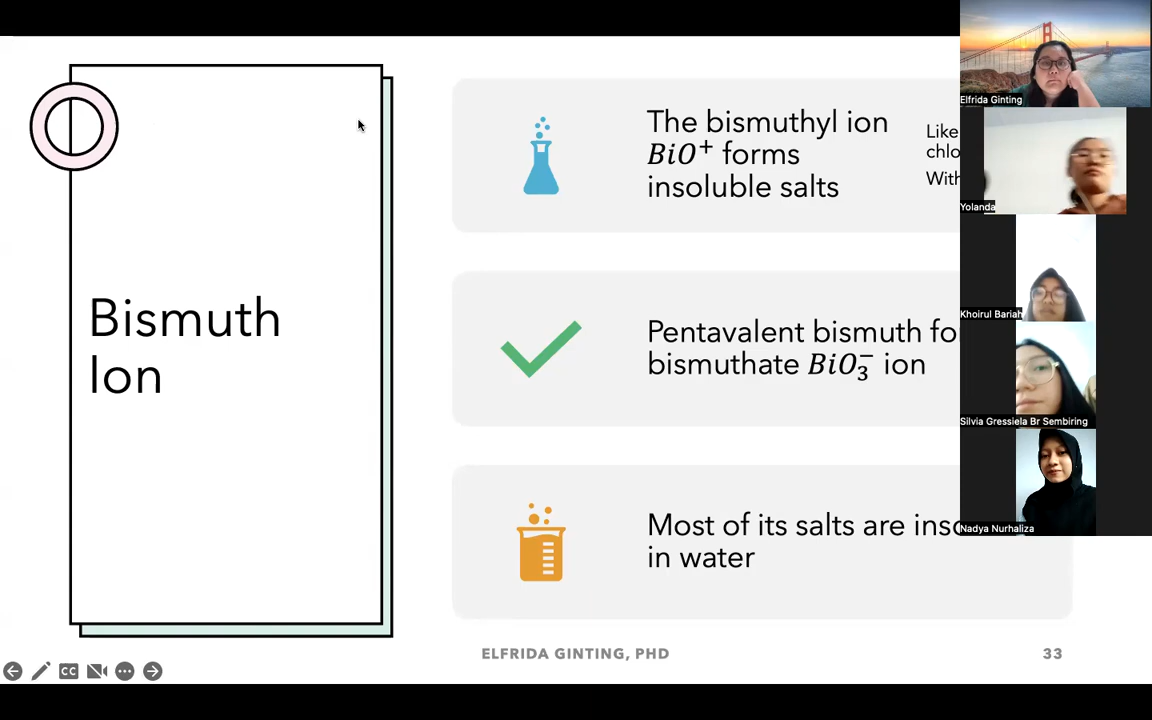 Bismuth
Ion
The bismuthyl ion
BiO⁺ forms
insoluble salts
Like
With
Pentavalent bismuth
bismuthate BiO₃⁻ ion
Most of its salts are
in water
ELFRIDA GINTING, PHD
33
CC
Elfrida Ginting
Yolanda
Khoirul Bariah
Silvia Gressiela Br Sembiring
Nadya Nurhaliza